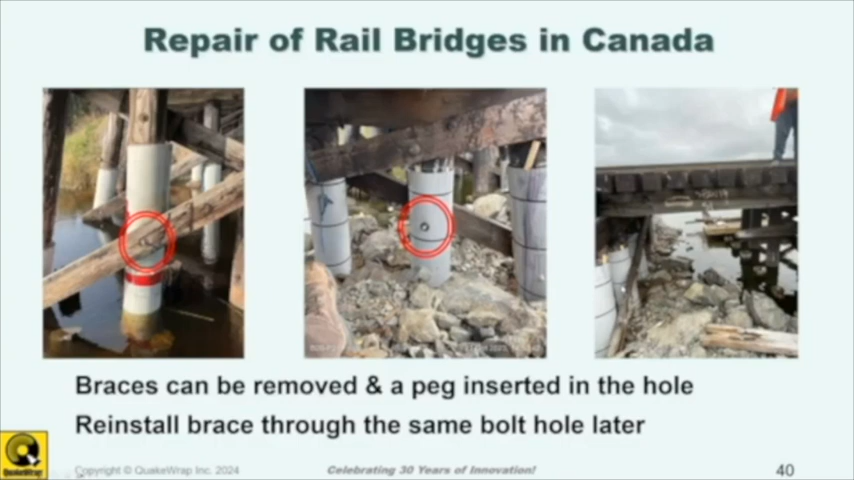 Repair of Rail Bridges in Canada
Braces can be removed & a peg inserted in the hole
Reinstall brace through the same bolt hole later
QuakeWrap
Copyright © QuakeWrap Inc. 2024
Celebrating 30 Years of Innovation!
40